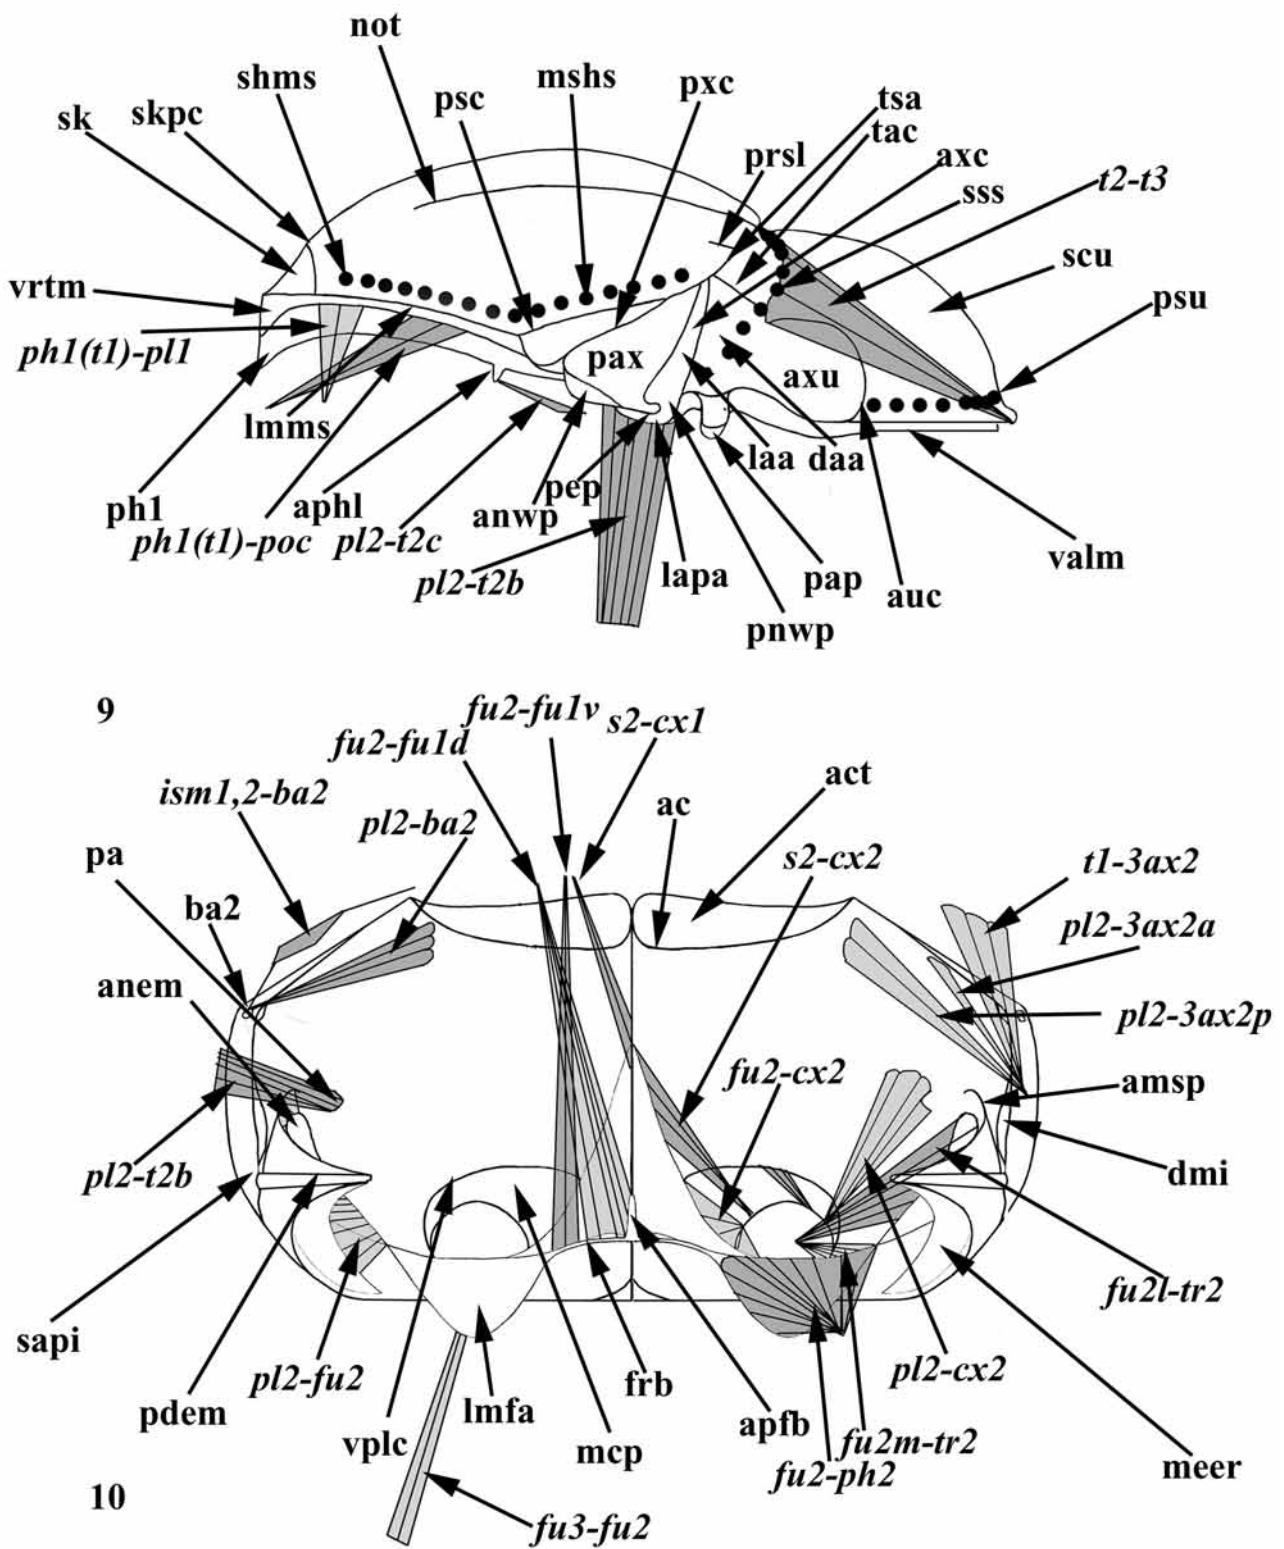 not
shms
mshs
pxc
psc
tsa
skpc
sk
tac
prsl
axc
t2-t3
sss
scu
vrtm
psu
ph1(t1)-pl1
pax
axu
lmms
laa
daa
pep
ph1
aphl
anwp
ph1(t1)-poc
pl2-t2c
valm
pl2-t2b
lapa
pap
auc
pnwp
9
fu2-fu1v
s2-cx1
fu2-fu1d
act
ism1,2-ba2
ac
pl2-ba2
s2-cx2
t1-3ax2
pa
ba2
pl2-3ax2a
anem
pl2-3ax2p
fu2-cx2
amsp
pl2-t2b
dmi
fu2l-tr2
sapi
pl2-cx2
pl2-fu2
frb
pdem
lmfa
apfb
vplc
mcp
fu2m-tr2
meer
fu2-ph2
10
fu3-fu2